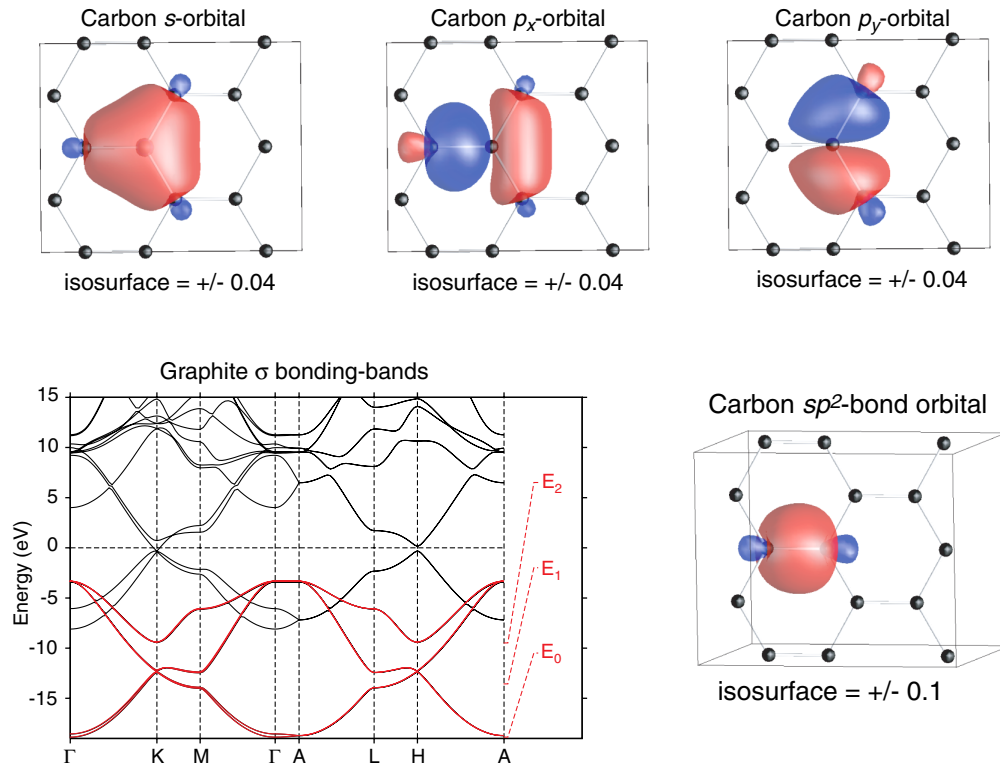 Carbon s-orbital
Carbon pₓ-orbital
Carbon p_y-orbital
isosurface = +/- 0.04
isosurface = +/- 0.04
isosurface = +/- 0.04
Graphite σ bonding-bands
Energy (eV)
15
10
5
0
-5
-10
-15
E₂
E₁
E₀
Γ K M Γ A L H A
Carbon sp²-bond orbital
isosurface = +/- 0.1